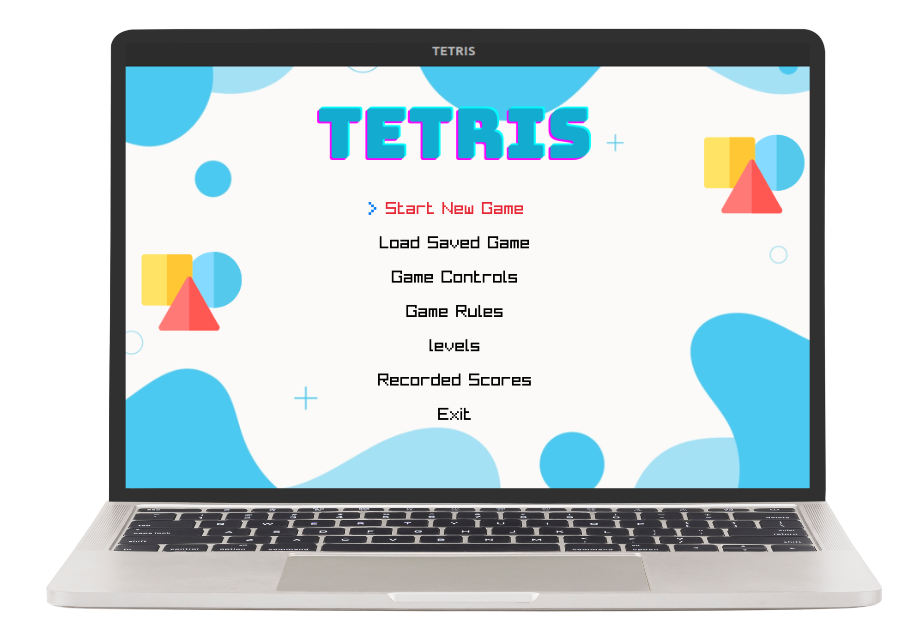 TETRIS
TETRIS
> Start New Game
Load Saved Game
Game Controls
Game Rules
levels
Recorded Scores
Exit